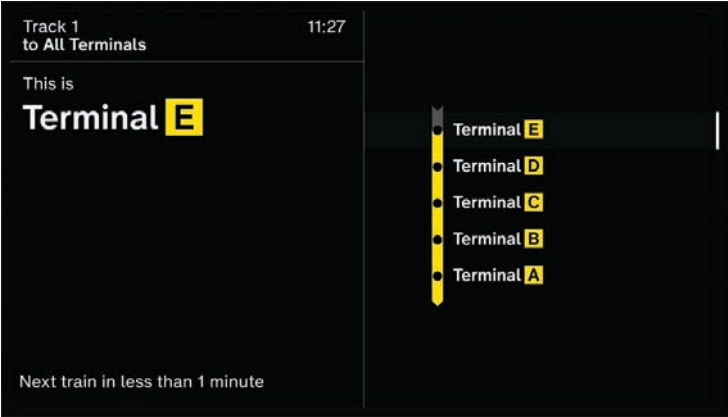 Track 1
11:27
to All Terminals
This is
Terminal E
Next train in less than 1 minute
Terminal E
Terminal D
Terminal C
Terminal B
Terminal A